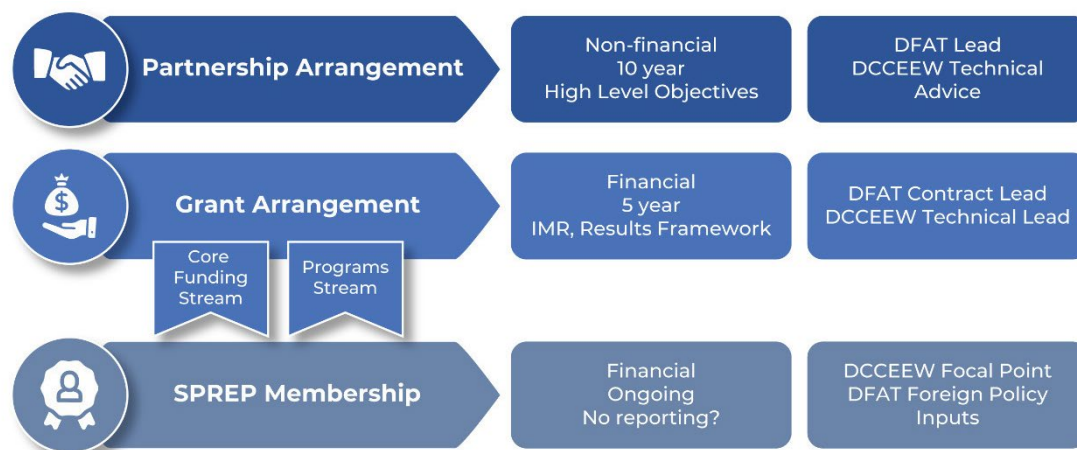 Partnership Arrangement
Non-financial
10 year
High Level Objectives
DFAT Lead
DCCEEW Technical
Advice
$
Grant Arrangement
Financial
5 year
IMR, Results Framework
DFAT Contract Lead
DCCEEW Technical Lead
Core
Funding
Stream
Programs
Stream
SPREP Membership
Financial
Ongoing
No reporting?
DCCEEW Focal Point
DFAT Foreign Policy
Inputs